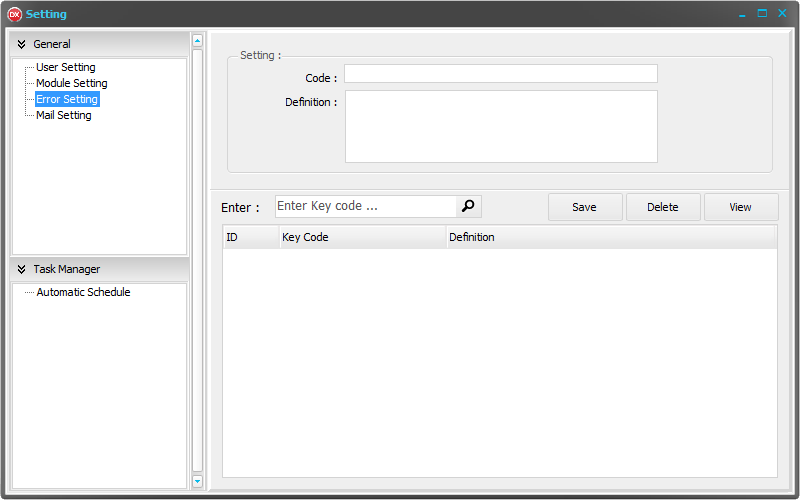 DX Setting
General
User Setting
Module Setting
Error Setting
Mail Setting
Task Manager
Automatic Schedule
Setting :
Code :
Definition :
Enter : Enter Key code ... Save Delete View
ID Key Code Definition